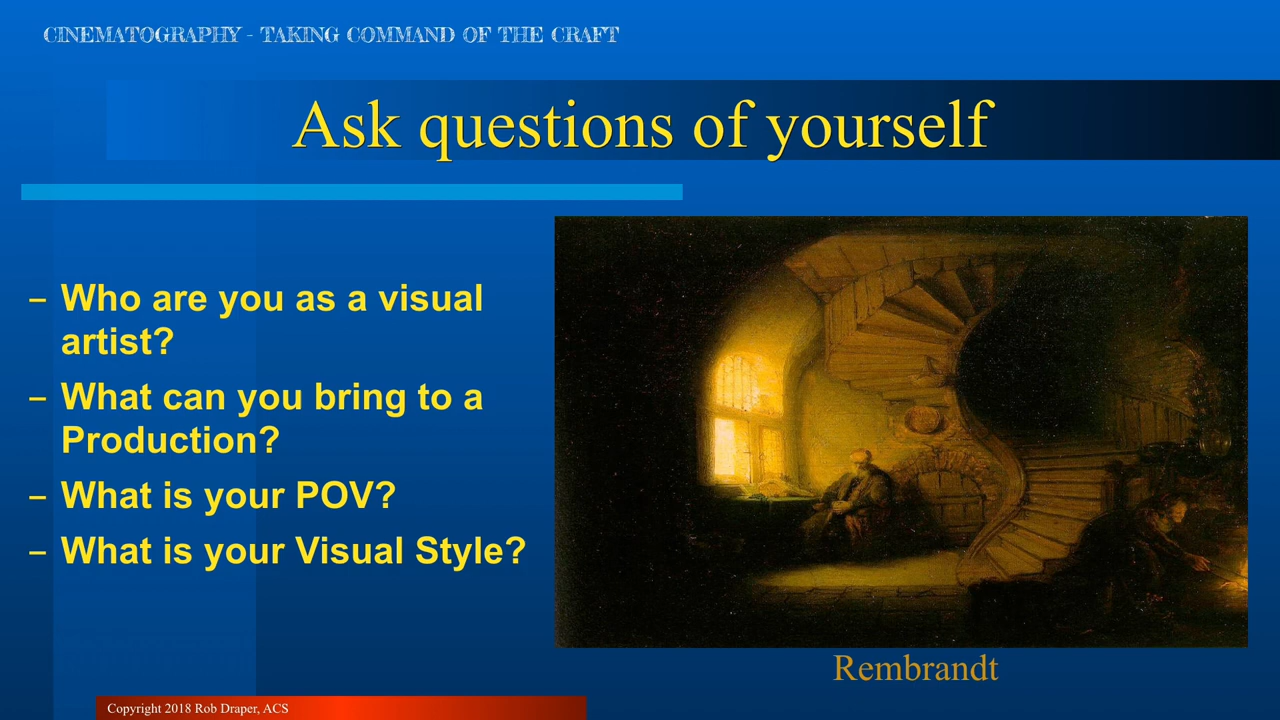 CINEMATOGRAPHY - TAKING COMMAND OF THE CRAFT
Ask questions of yourself
– Who are you as a visual
artist?
– What can you bring to a
Production?
– What is your POV?
– What is your Visual Style?
Rembrandt
Copyright 2018 Rob Draper, ACS